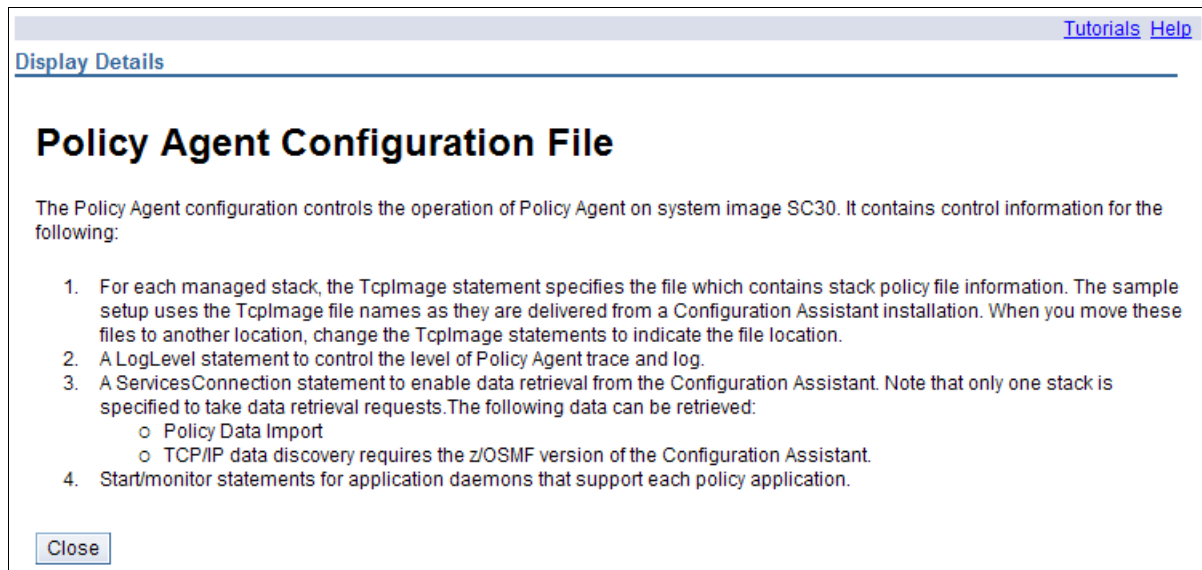 Tutorials Help
Display Details
Policy Agent Configuration File
The Policy Agent configuration controls the operation of Policy Agent on system image SC30. It contains control information for the
following:
1. For each managed stack, the TcpImage statement specifies the file which contains stack policy file information. The sample
setup uses the TcpImage file names as they are delivered from a Configuration Assistant installation. When you move these
files to another location, change the TcpImage statements to indicate the file location.
2. A LogLevel statement to control the level of Policy Agent trace and log.
3. A ServicesConnection statement to enable data retrieval from the Configuration Assistant. Note that only one stack is
specified to take data retrieval requests.The following data can be retrieved:
o Policy Data Import
o TCP/IP data discovery requires the z/OSMF version of the Configuration Assistant.
4. Start/monitor statements for application daemons that support each policy application.
Close